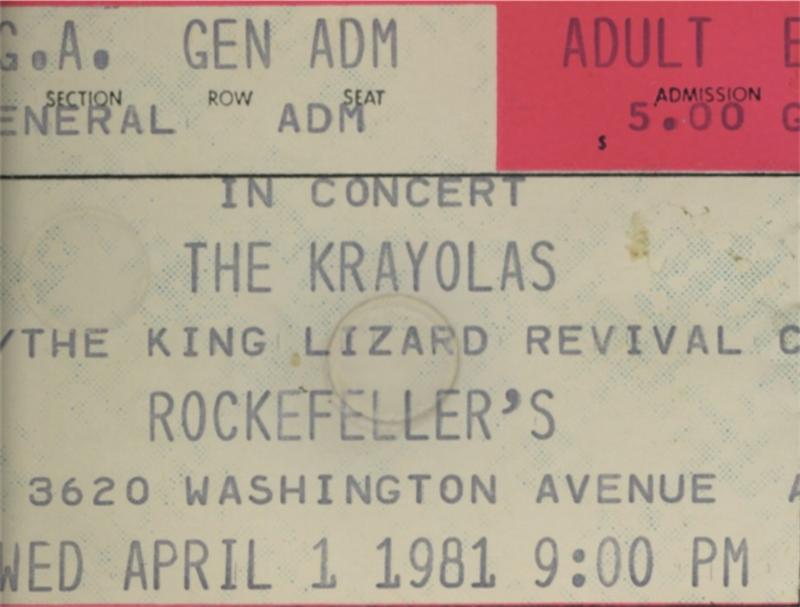 G.A. GEN ADM ADULT E
SECTION ROW SEAT ADMISSION
ENERAL ADM $ 5.00 G
IN CONCERT
THE KRAYOLAS
/THE KING LIZARD REVIVAL C
ROCKEFELLER'S
3620 WASHINGTON AVENUE A
WED APRIL 1 1981 9:00 PM